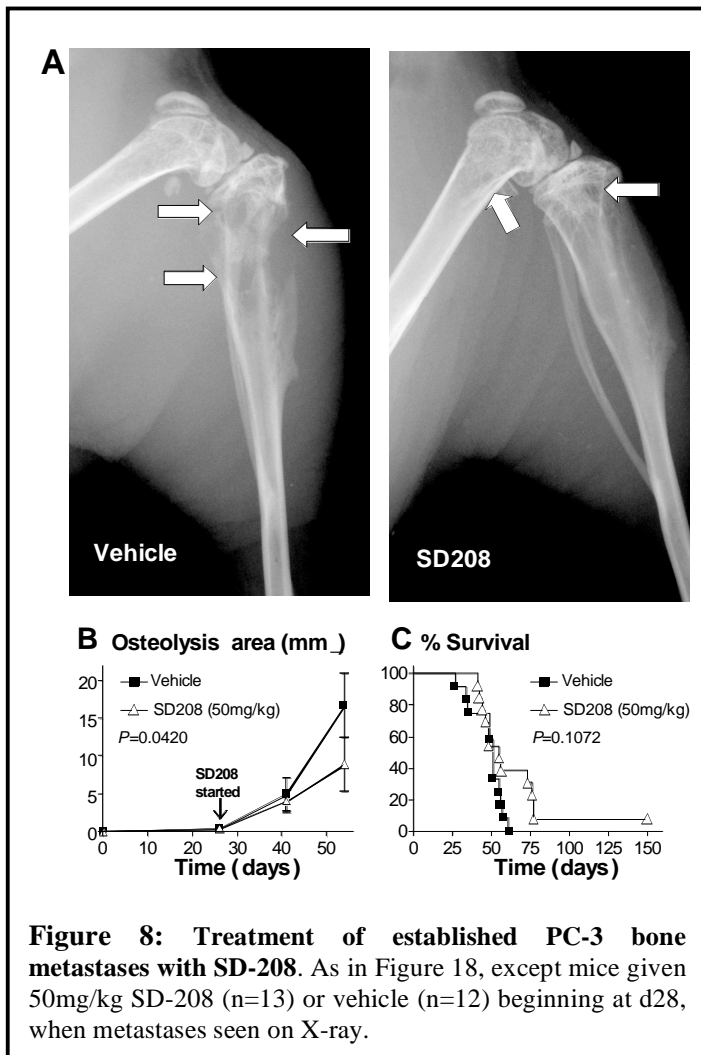 A
Vehicle
SD208
B Osteolysis area (mm_)
20
15
10
5
0
Vehicle
SD208 (50mg/kg)
P=0.0420
SD208
started
0 10 20 30 40 50
Time (days)
C % Survival
100
80
60
40
20
0
Vehicle
SD208 (50mg/kg)
P=0.1072
0 25 50 75 100 125 150
Time (days)
Figure 8: Treatment of established PC-3 bone
metastases with SD-208. As in Figure 18, except mice given
50mg/kg SD-208 (n=13) or vehicle (n=12) beginning at d28,
when metastases seen on X-ray.